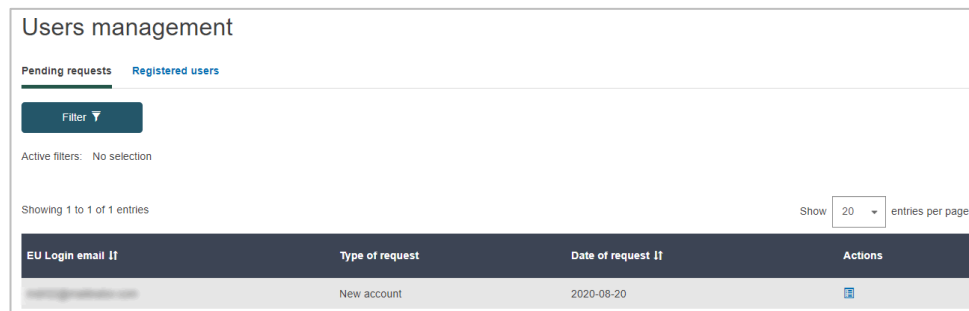 Users management
Pending requests Registered users
Filter
Active filters: No selection
Showing 1 to 1 of 1 entries Show 20 entries per page
EU Login email Type of request Date of request Actions
New account 2020-08-20